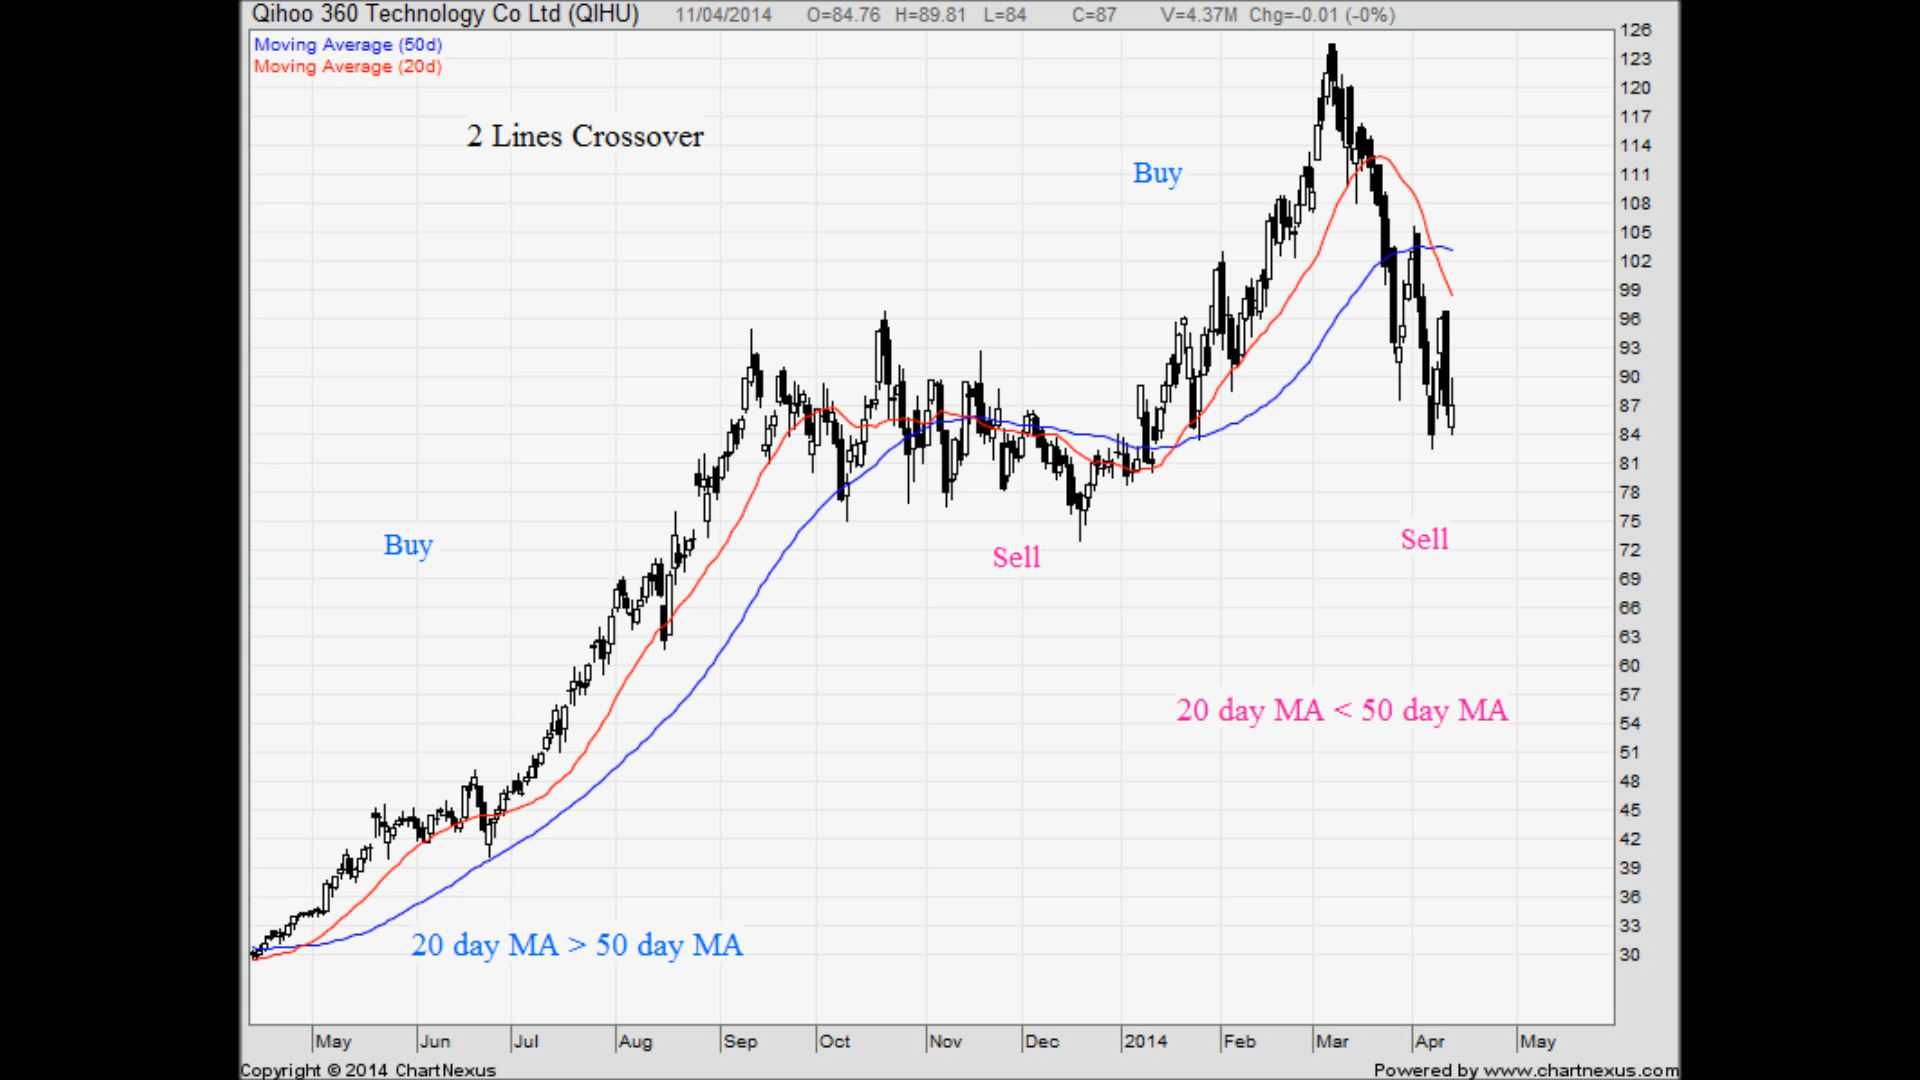 Qihoo 360 Technology Co Ltd (QIHU) 11/04/2014 O=84.76 H=89.81 L=84 C=87 V=4.37M Chg=-0.01 (-0%)
Moving Average (50d)
Moving Average (20d)
2 Lines Crossover
Buy
Buy
Sell
Sell
20 day MA < 50 day MA
20 day MA > 50 day MA
126
123
120
117
114
111
108
105
102
99
96
93
90
87
84
81
78
75
72
69
66
63
60
57
54
51
48
45
42
39
36
33
30
May Jun Jul Aug Sep Oct Nov Dec 2014 Feb Mar Apr May
Copyright © 2014 ChartNexus Powered by www.chartnexus.com